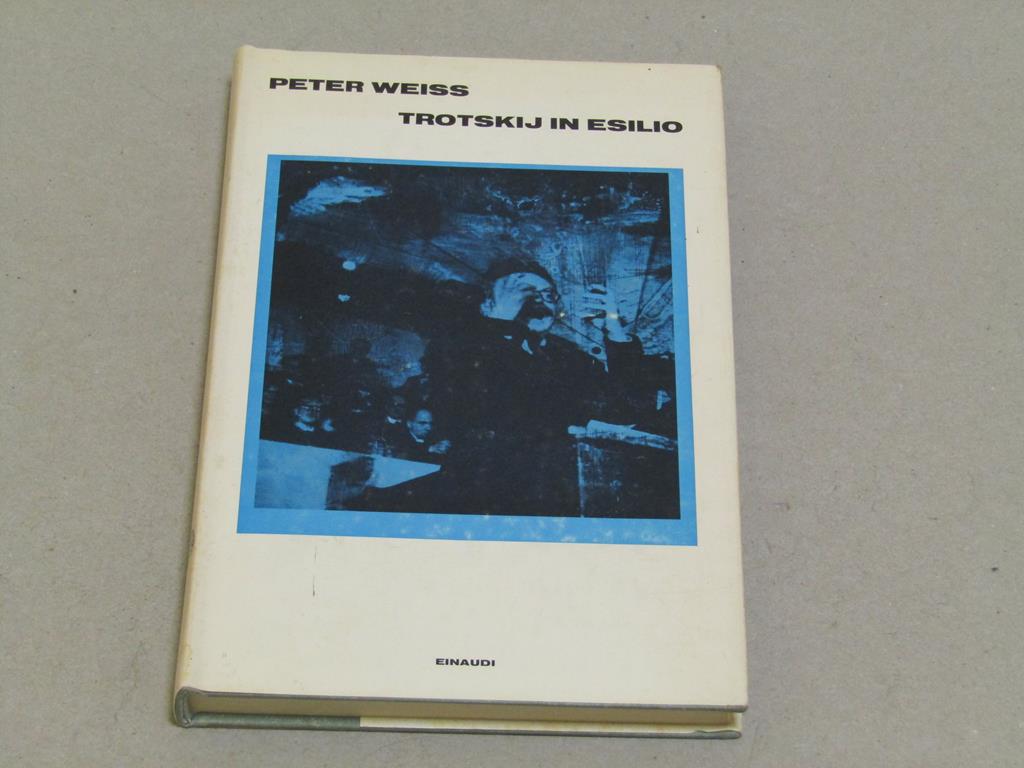 PETER WEISS
TROTSKIJ IN ESILIO
EINAUDI